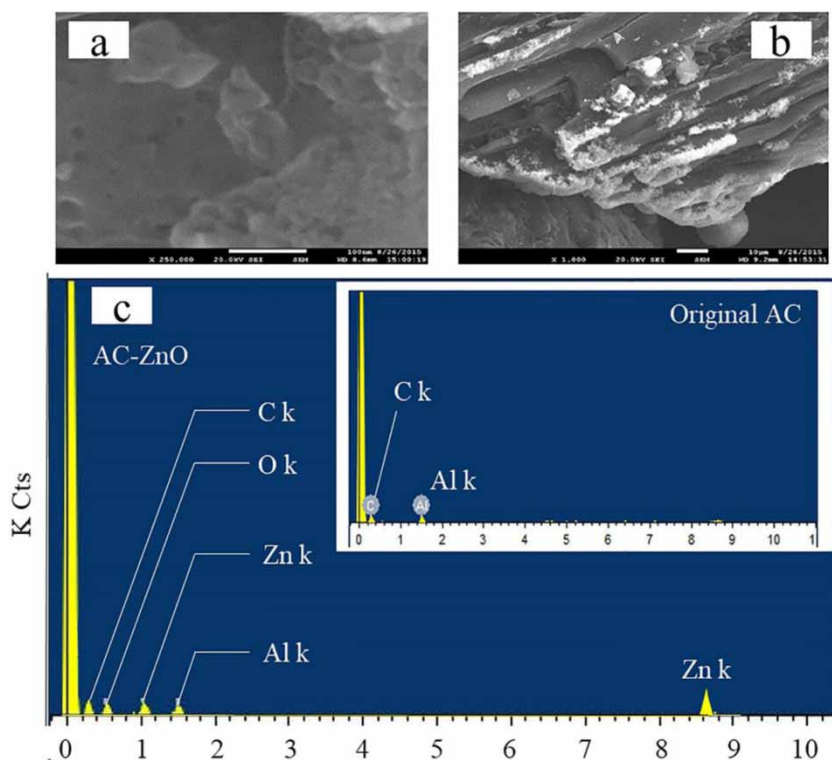 a
100nm 8/26/2015
X 250,000 20.0kV SEI SEM WD 8.6mm 15:00:19
b
10μm 8/26/2015
X 1,000 20.0kV SEI SEM WD 9.2mm 14:53:31
c
AC-ZnO
C k
O k
Zn k
Al k
Zn k
K Cts
0 1 2 3 4 5 6 7 8 9 10
Original AC
C k
Al k
C Al
0 1 2 3 4 5 6 7 8 9 10 11